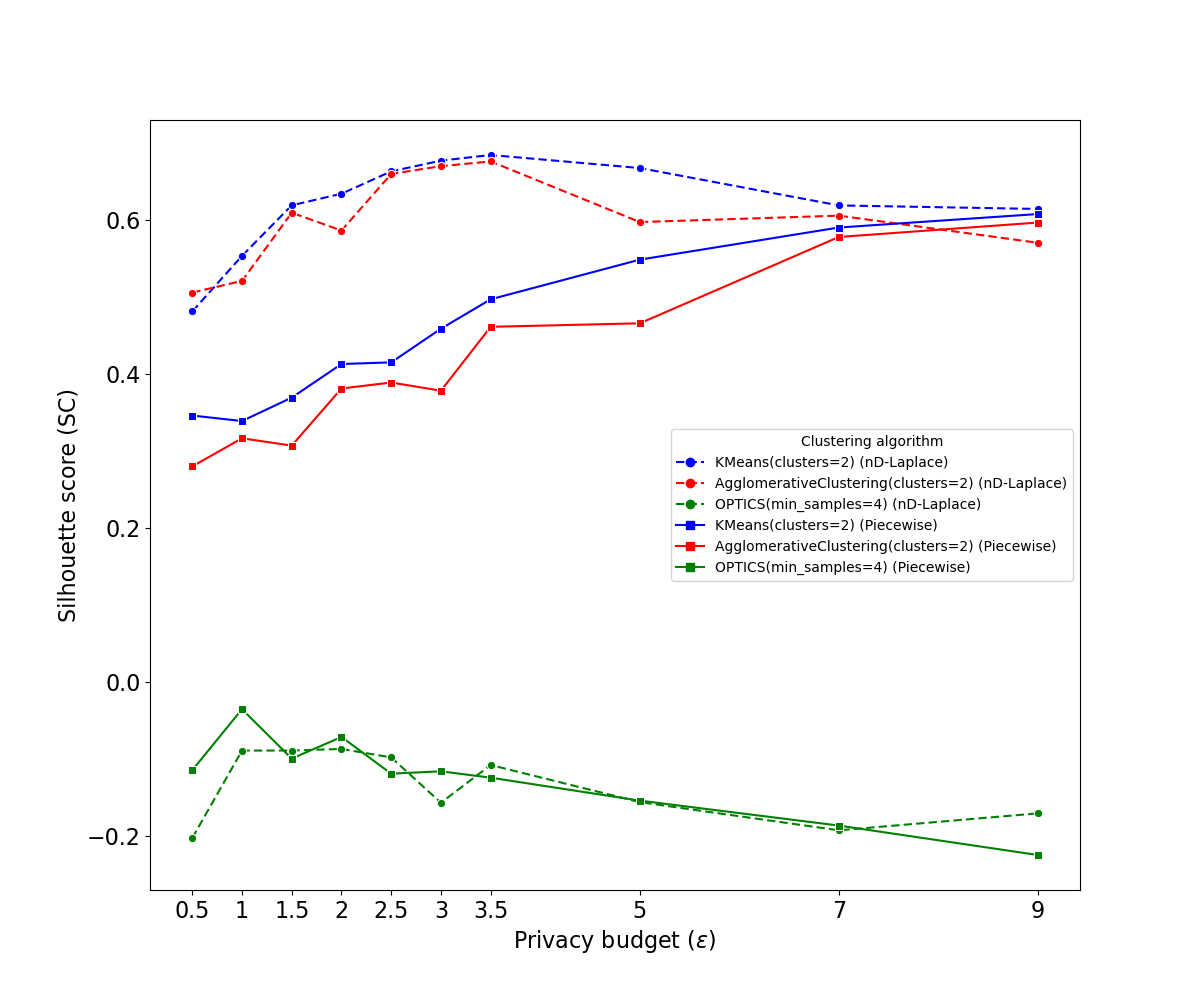 0.6
0.4
0.2
0.0
−0.2
Silhouette score (SC)
Clustering algorithm
KMeans(clusters=2) (nD-Laplace)
AgglomerativeClustering(clusters=2) (nD-Laplace)
OPTICS(min_samples=4) (nD-Laplace)
KMeans(clusters=2) (Piecewise)
AgglomerativeClustering(clusters=2) (Piecewise)
OPTICS(min_samples=4) (Piecewise)
0.5 1 1.5 2 2.5 3 3.5 5 7 9
Privacy budget (ε)